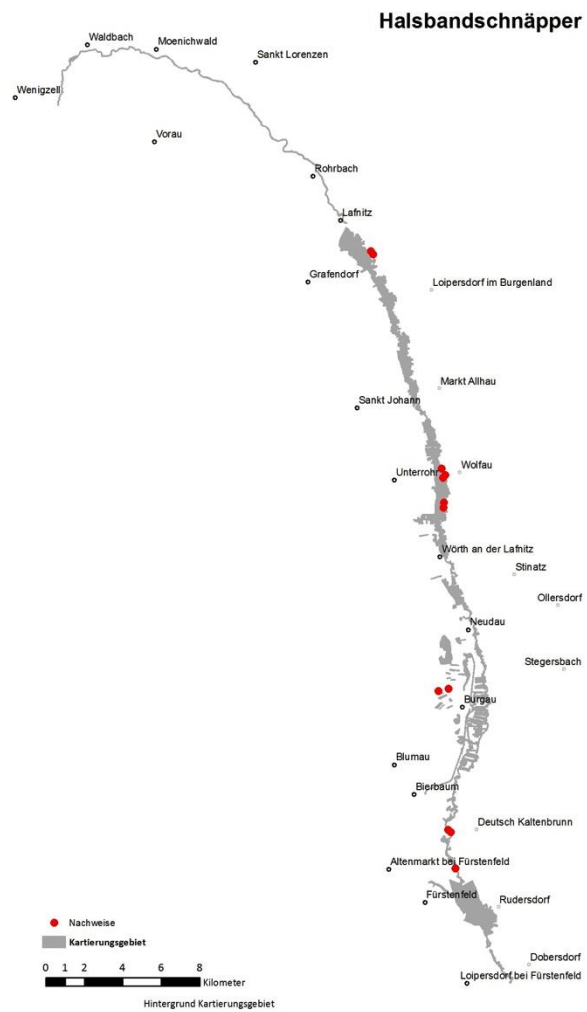 Halsbandschnäpper
Waldbach
Moenichwald
Sankt Lorenzen
Wenigzell
Vorau
Rohrbach
Lafnitz
Grafendorf
Loipersdorf im Burgenland
Markt Allhau
Sankt Johann
Wolfau
Unterrohr
Wörth an der Lafnitz
Stinatz
Ollersdorf
Neudau
Stegersbach
Burgau
Blumau
Bierbaum
Deutsch Kaltenbrunn
Altenmarkt bei Fürstenfeld
Fürstenfeld
Rudersdorf
Nachweise
Kartierungsgebiet
Dobersdorf
0 1 2 4 6 8
Kilometer
Loipersdorf bei Fürstenfeld
Hintergrund Kartierungsgebiet